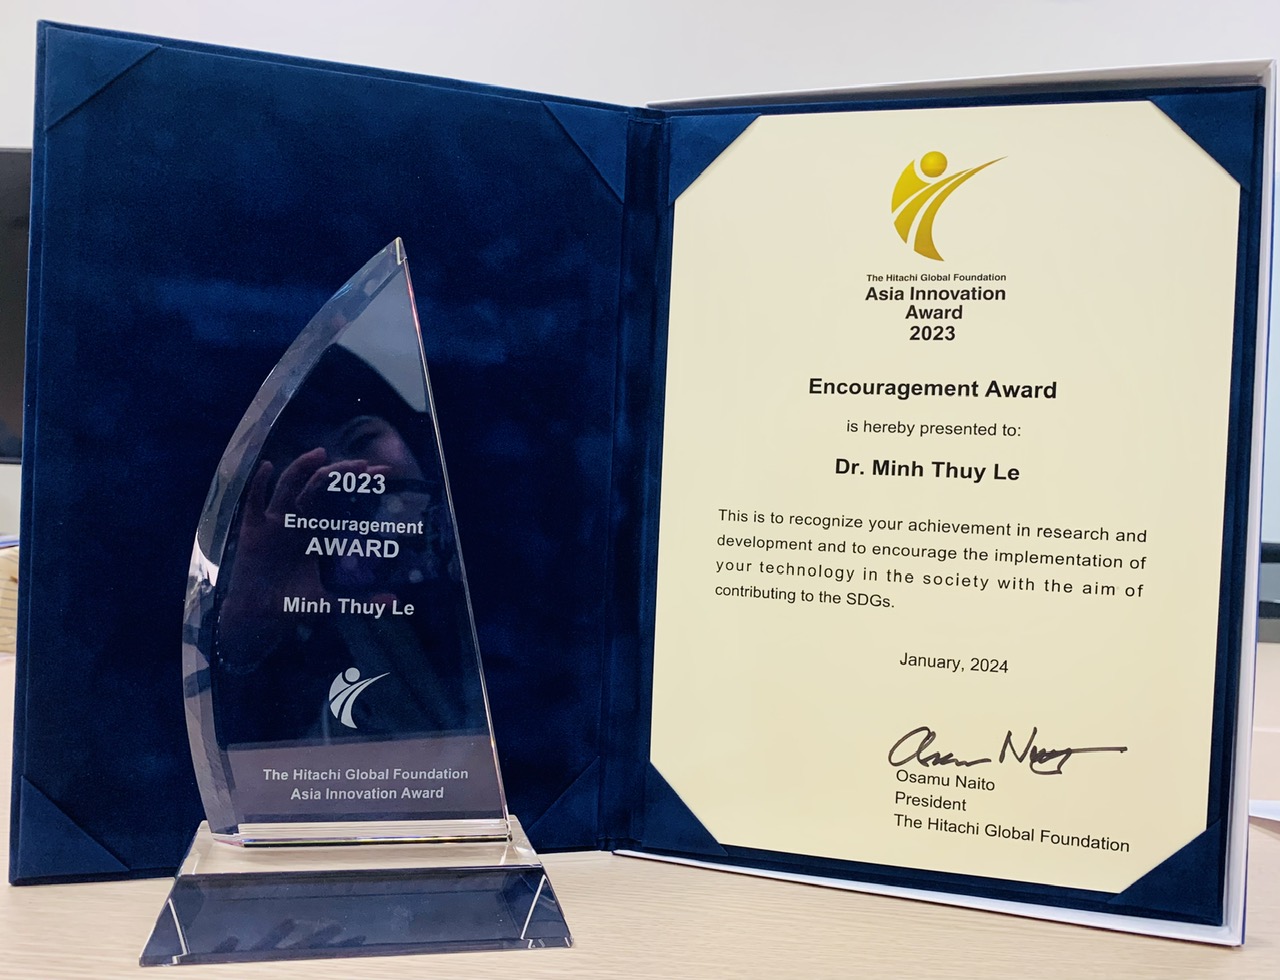 2023
Encouragement
AWARD
Minh Thuy Le
The Hitachi Global Foundation
Asia Innovation Award
The Hitachi Global Foundation
Asia Innovation
Award
2023
Encouragement Award
is hereby presented to:
Dr. Minh Thuy Le
This is to recognize your achievement in research and
development and to encourage the implementation of
your technology in the society with the aim of
contributing to the SDGs.
January, 2024
Osamu Naito
Osamu Naito
President
The Hitachi Global Foundation